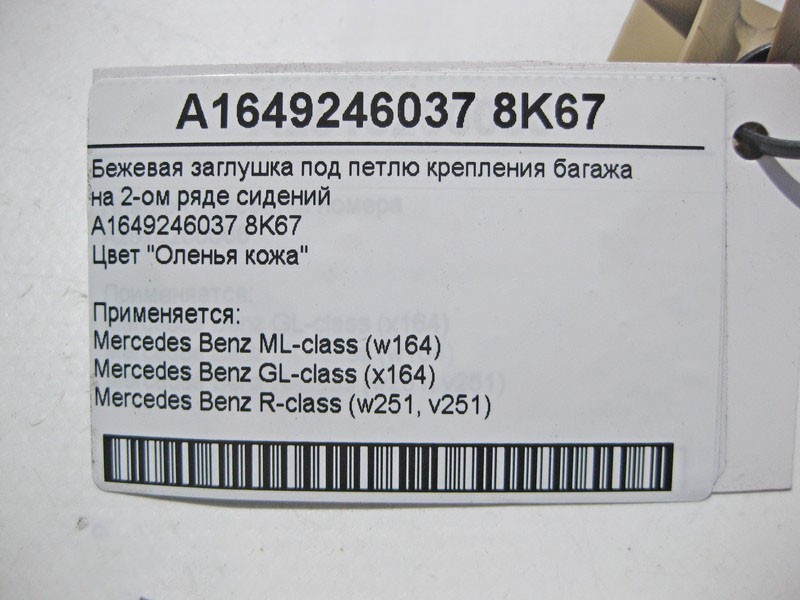 A1649246037 8K67
Бежевая заглушка под петлю крепления багажа
на 2-ом ряде сидений
A1649246037 8K67
Цвет "Оленья кожа"
Применяется:
Mercedes Benz ML-class (w164)
Mercedes Benz GL-class (x164)
Mercedes Benz R-class (w251, v251)